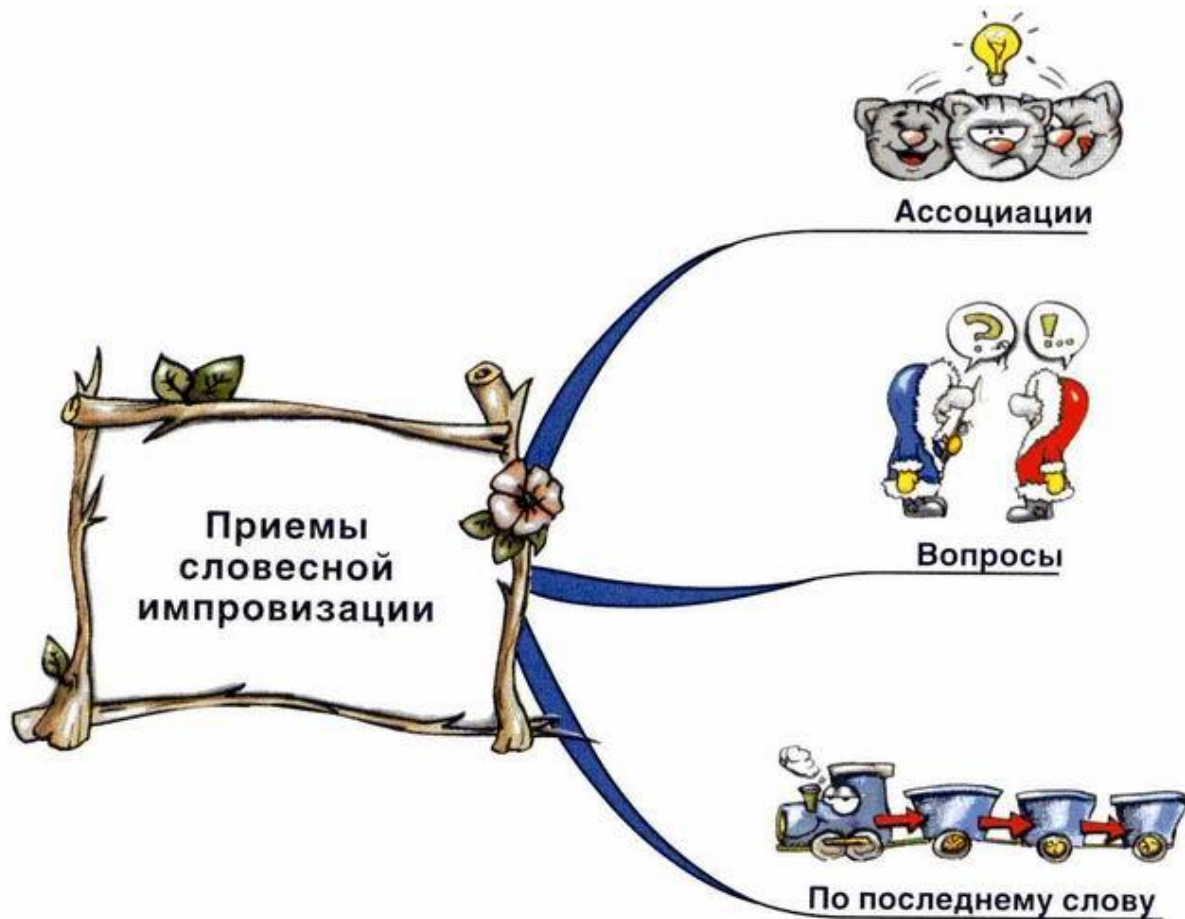 Ассоциации
?
!...
Приемы
словесной
импровизации
Вопросы
По последнему слову